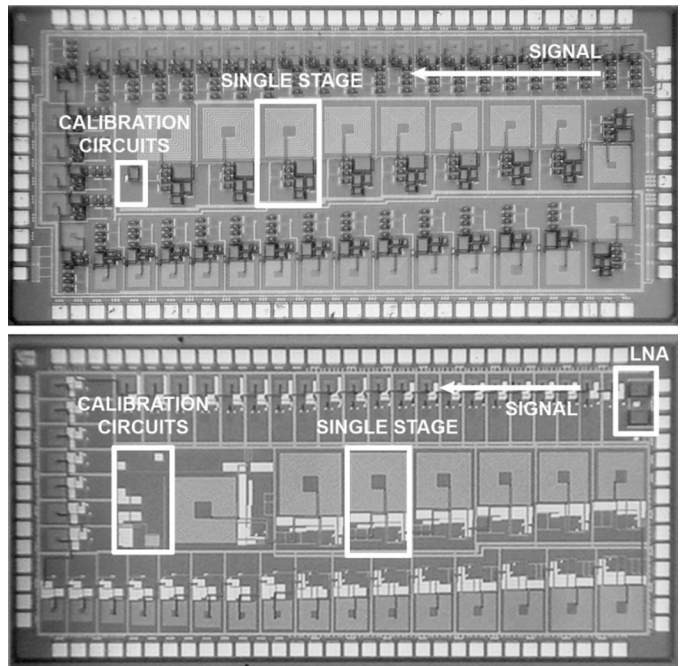 SIGNAL
SINGLE STAGE
CALIBRATION
CIRCUITS
LNA
CALIBRATION
CIRCUITS
SINGLE STAGE
SIGNAL